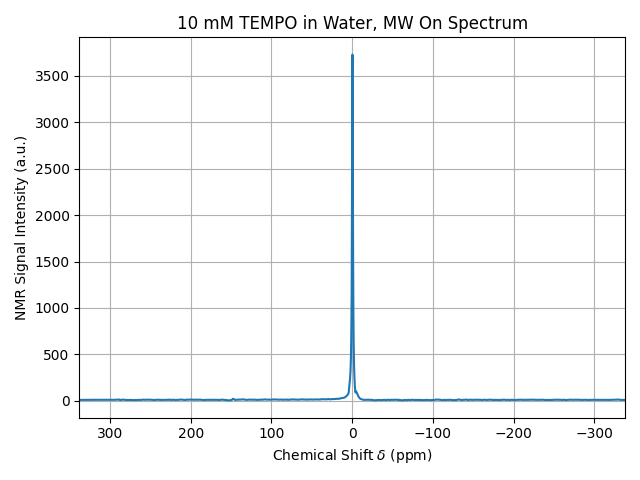 10 mM TEMPO in Water, MW On Spectrum
NMR Signal Intensity (a.u.)
3500
3000
2500
2000
1500
1000
500
0
300 200 100 0 −100 −200 −300
Chemical Shift δ (ppm)